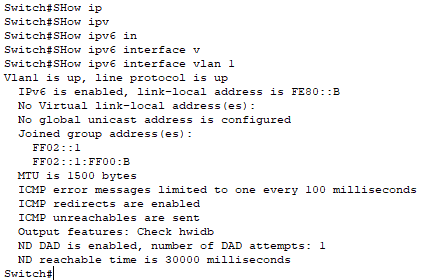 Switch#SHow ip
Switch#SHow ipv
Switch#SHow ipv6 in
Switch#SHow ipv6 interface v
Switch#SHow ipv6 interface vlan 1
Vlan1 is up, line protocol is up
IPv6 is enabled, link-local address is FE80::B
No Virtual link-local address(es):
No global unicast address is configured
Joined group address(es):
FF02::1
FF02::1:FF00:B
MTU is 1500 bytes
ICMP error messages limited to one every 100 milliseconds
ICMP redirects are enabled
ICMP unreachables are sent
Output features: Check hwidb
ND DAD is enabled, number of DAD attempts: 1
ND reachable time is 30000 milliseconds
Switch#